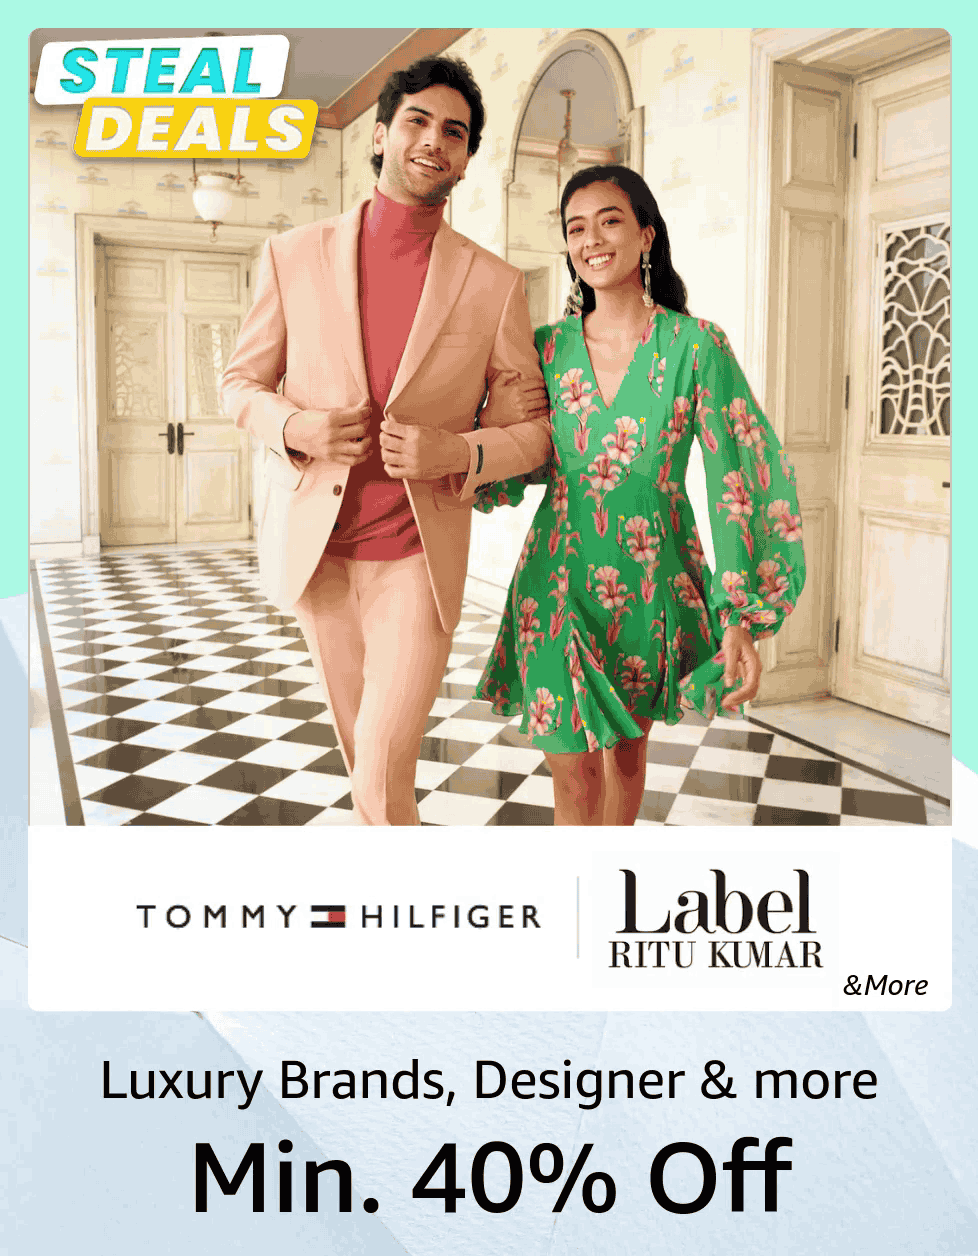 STEAL
DEALS
TOMMY HILFIGER
Label
RITU KUMAR
&More
Luxury Brands, Designer & more
Min. 40% Off